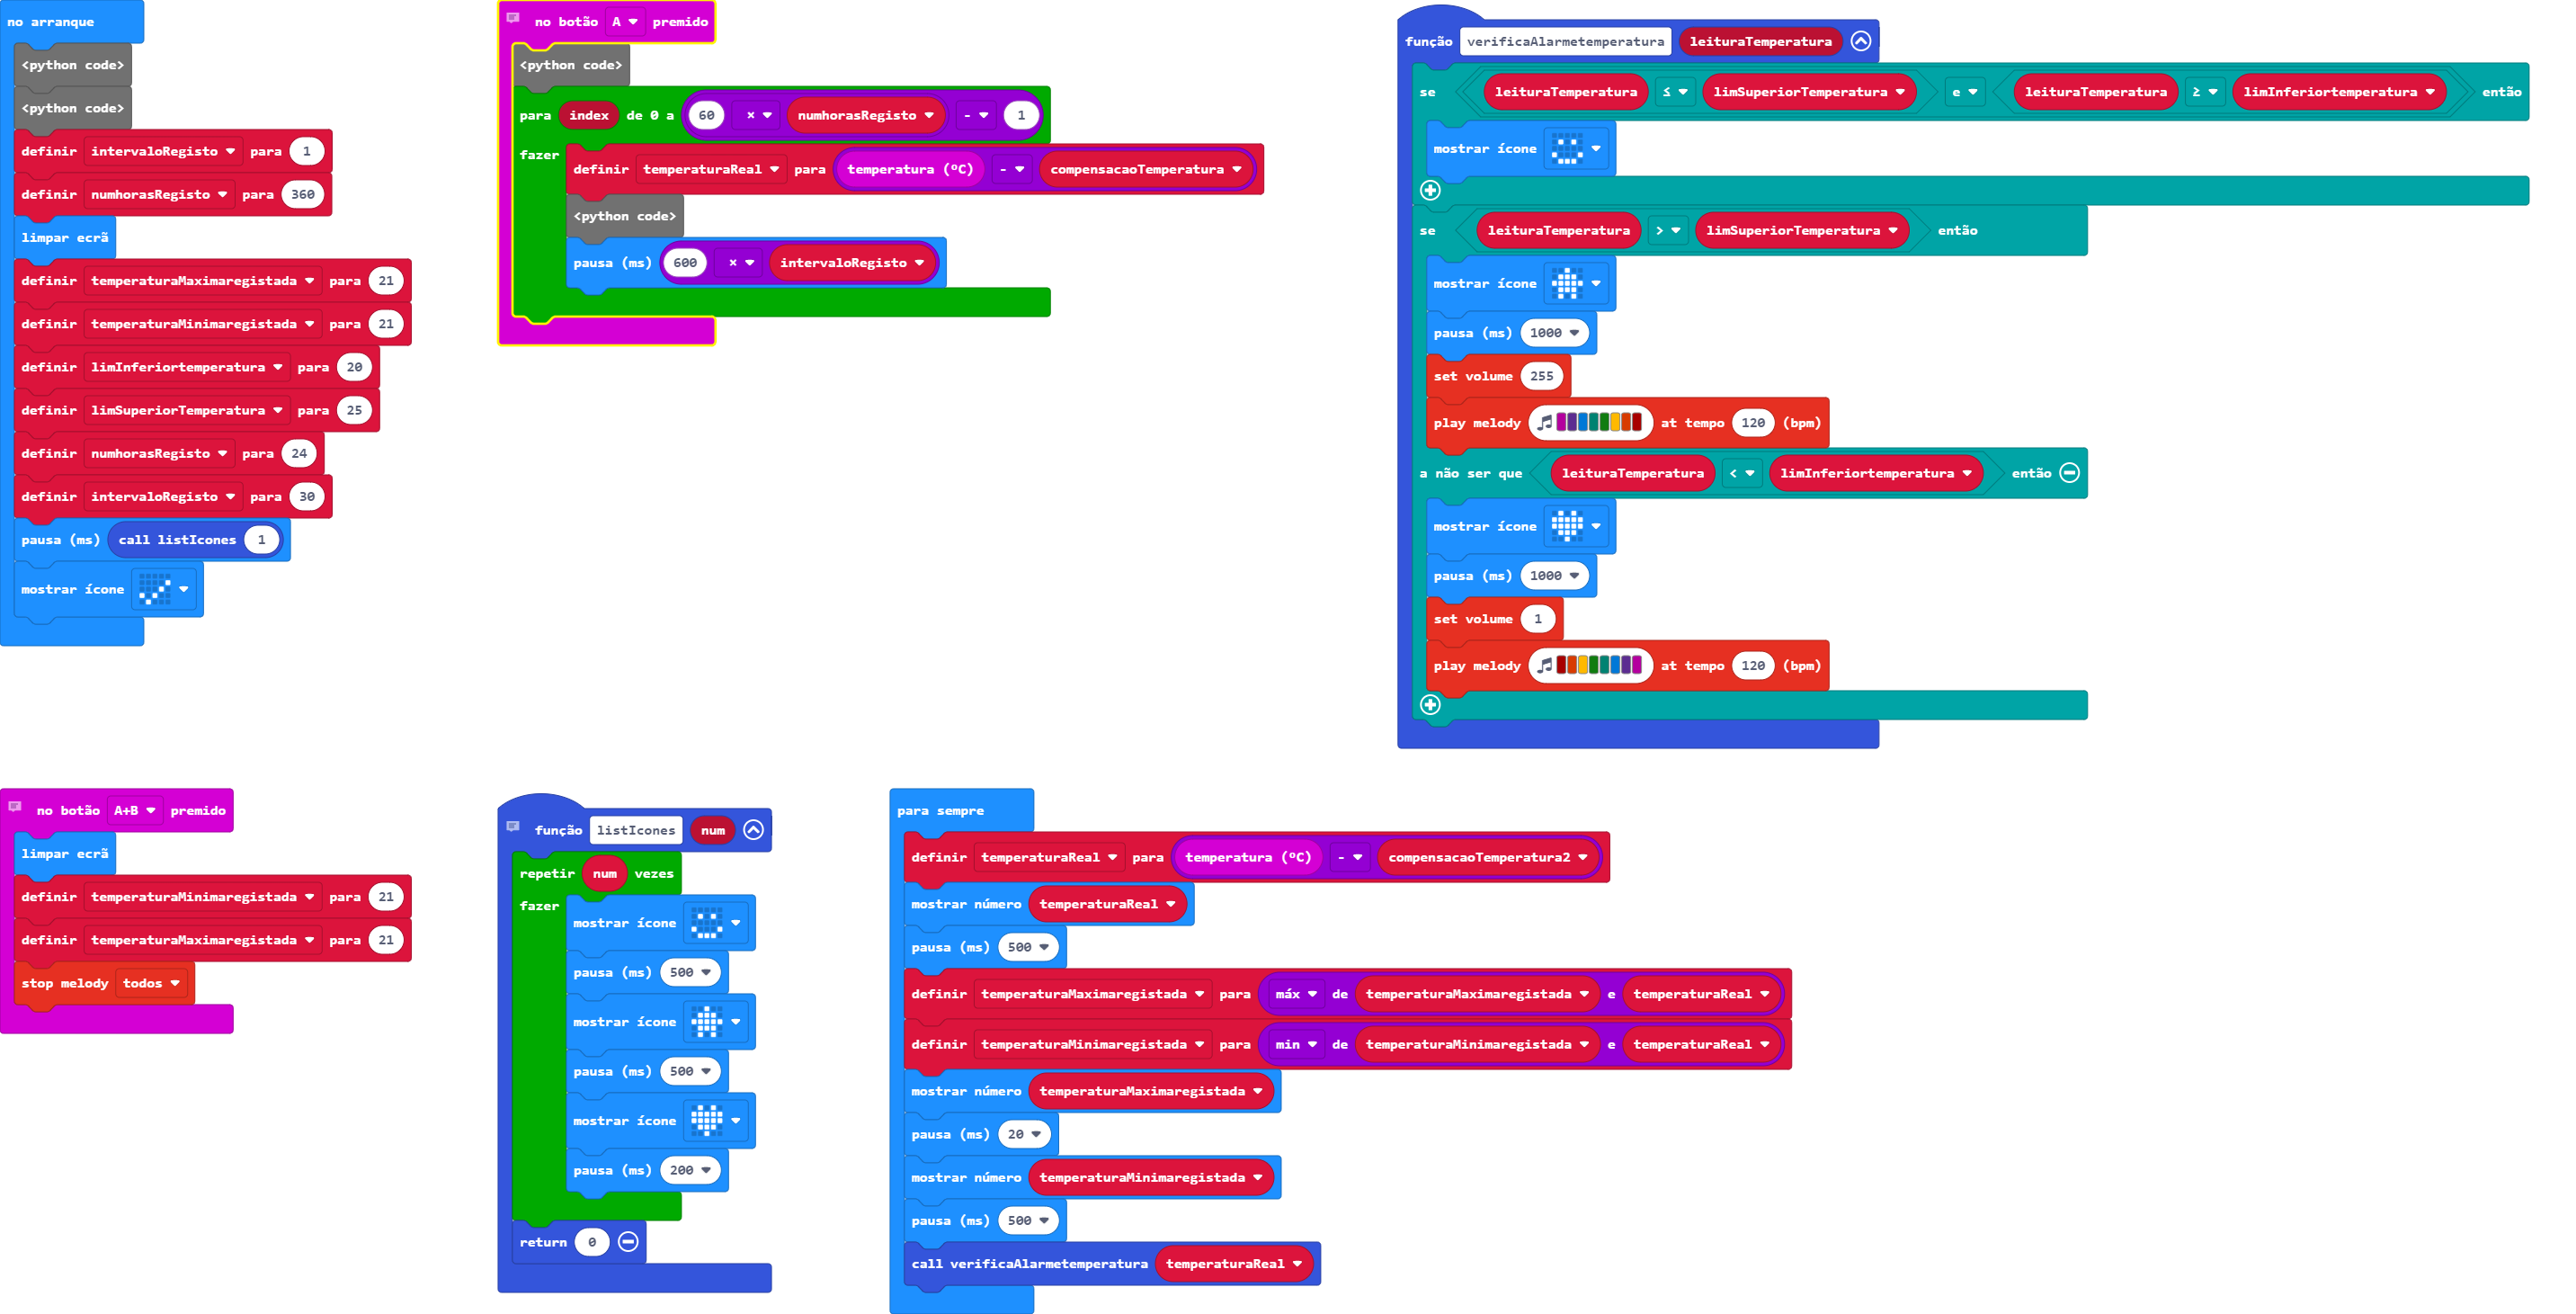 no arranque
<python code>
<python code>
definir intervaloRegisto para 1
definir numhorasRegisto para 360
limpar ecrã
definir temperaturaMaximaregistada para 21
definir temperaturaMinimaregistada para 21
definir limInferiortemperatura para 20
definir limSuperiorTemperatura para 25
definir numhorasRegisto para 24
definir intervaloRegisto para 30
pausa (ms) call listIcones 1
mostrar ícone
no botão A premido
<python code>
para index de 0 a 60 × numhorasRegisto - 1
fazer
definir temperaturaReal para temperatura (ºC) - compensacaoTemperatura
<python code>
pausa (ms) 600 × intervaloRegisto
função verificaAlarmetemperatura leituraTemperatura
se leituraTemperatura ≤ limSuperiorTemperatura e leituraTemperatura ≥ limInferiortemperatura então
mostrar ícone
se leituraTemperatura > limSuperiorTemperatura então
mostrar ícone
pausa (ms) 1000
set volume 255
play melody at tempo 120 (bpm)
a não ser que leituraTemperatura < limInferiortemperatura então
mostrar ícone
pausa (ms) 1000
set volume 1
play melody at tempo 120 (bpm)
no botão A+B premido
limpar ecrã
definir temperaturaMinimaregistada para 21
definir temperaturaMaximaregistada para 21
stop melody todos
função listIcones num
repetir num vezes
fazer
mostrar ícone
pausa (ms) 500
mostrar ícone
pausa (ms) 500
mostrar ícone
pausa (ms) 200
return 0
para sempre
definir temperaturaReal para temperatura (ºC) - compensacaoTemperatura2
mostrar número temperaturaReal
pausa (ms) 500
definir temperaturaMaximaregistada para máx de temperaturaMaximaregistada e temperaturaReal
definir temperaturaMinimaregistada para min de temperaturaMinimaregistada e temperaturaReal
mostrar número temperaturaMaximaregistada
pausa (ms) 20
mostrar número temperaturaMinimaregistada
pausa (ms) 500
call verificaAlarmetemperatura temperaturaReal